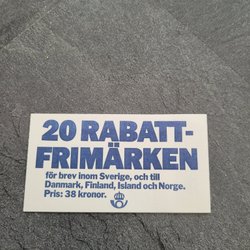 20 RABATT-
FRIMÄRKEN
för brev inom Sverige, och till
Danmark, Finland, Island och Norge.
Pris: 38 kronor.